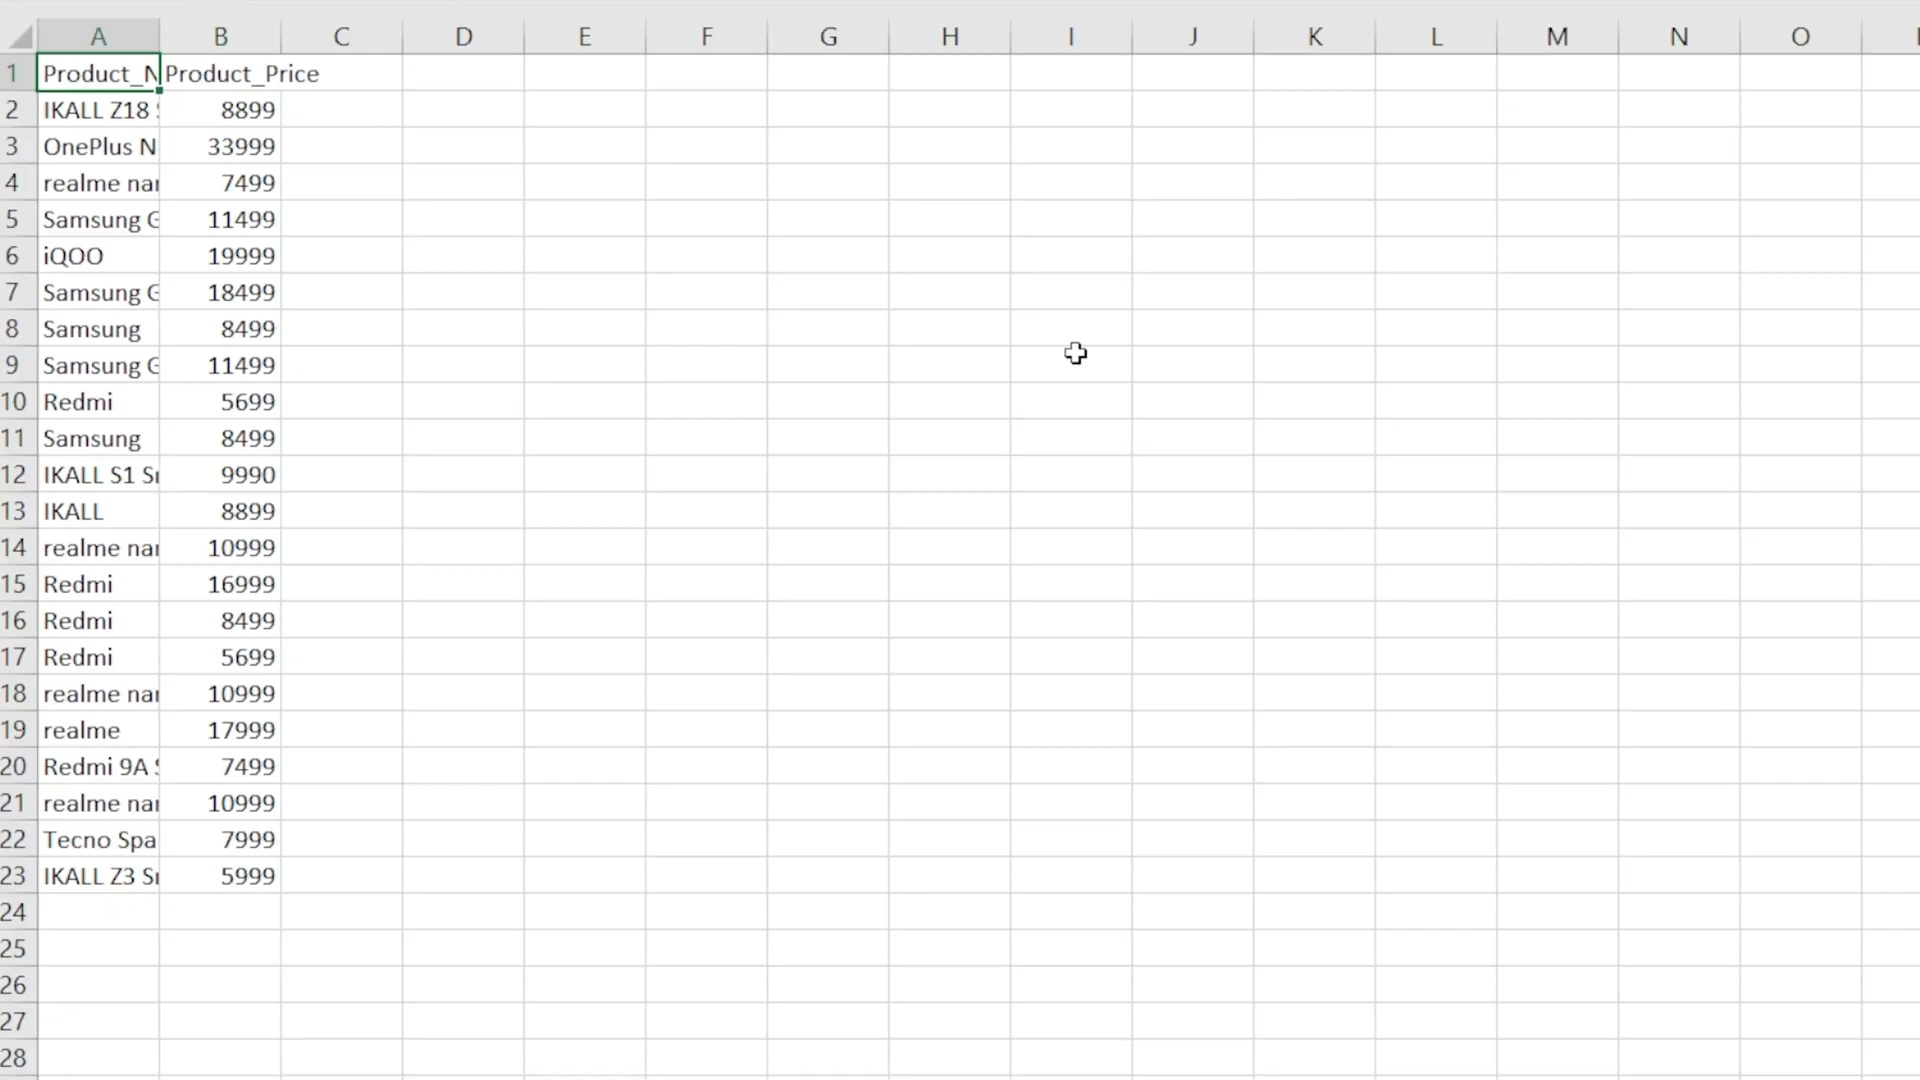 A B C D E F G H I J K L M N O
1 Product_N Product_Price
2 IKALL Z18 8899
3 OnePlus N 33999
4 realme nar 7499
5 Samsung G 11499
6 iQOO 19999
7 Samsung G 18499
8 Samsung 8499
9 Samsung G 11499
10 Redmi 5699
11 Samsung 8499
12 IKALL S1 9990
13 IKALL 8899
14 realme nar 10999
15 Redmi 16999
16 Redmi 8499
17 Redmi 5699
18 realme nar 10999
19 realme 17999
20 Redmi 9A 7499
21 realme nar 10999
22 Tecno Spa 7999
23 IKALL Z3 5999
24
25
26
27
28